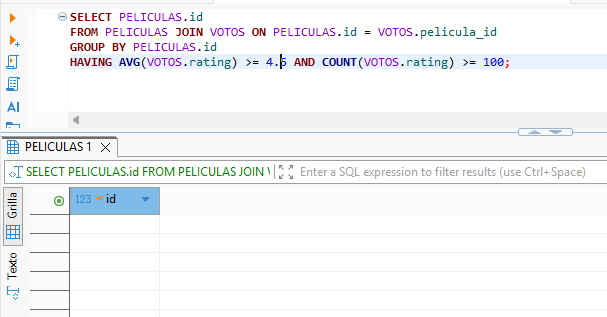 SELECT PELICULAS.id
FROM PELICULAS JOIN VOTOS ON PELICULAS.id = VOTOS.pelicula_id
GROUP BY PELICULAS.id
HAVING AVG(VOTOS.rating) >= 4.5 AND COUNT(VOTOS.rating) >= 100;
AI
PELICULAS 1
T SELECT PELICULAS.id FROM PELICULAS JOIN
Enter a SQL expression to filter results (use Ctrl+Space)
Grilla
123 id
Texto